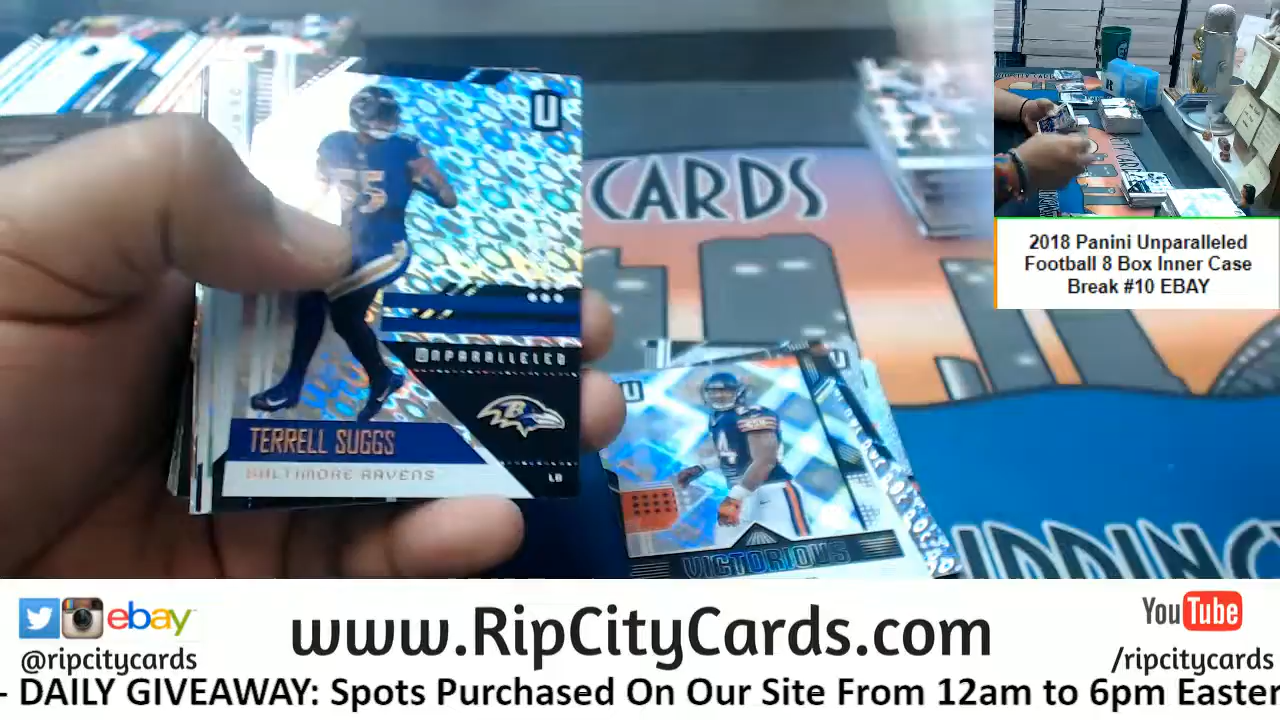 U
55
UNPARALLELED
TERRELL SUGGS
BALTIMORE RAVENS
LB
CARDS
U
U
VICTORIOUS
2018 Panini Unparalleled
Football 8 Box Inner Case
Break #10 EBAY
ebay
@ripcitycards
www.RipCityCards.com
YouTube
/ripcitycards
- DAILY GIVEAWAY: Spots Purchased On Our Site From 12am to 6pm Easter